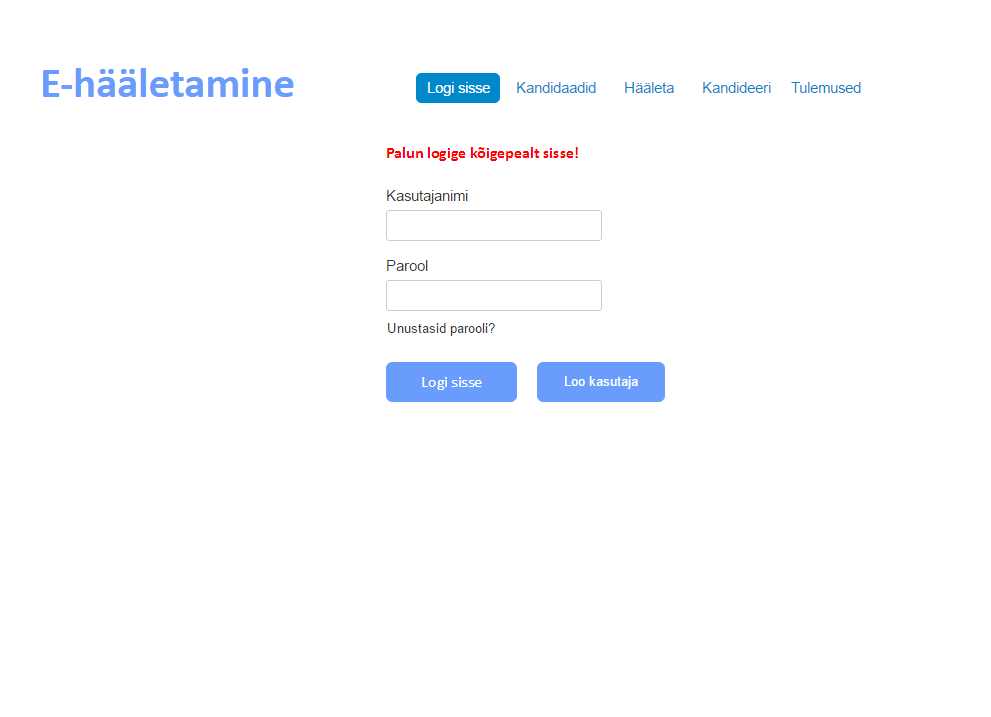 E-hääletamine
Logi sisse Kandidaadid Hääleta Kandideeri Tulemused
Palun logige kõigepealt sisse!
Kasutajanimi
Parool
Unustasid parooli?
Logi sisse Loo kasutaja